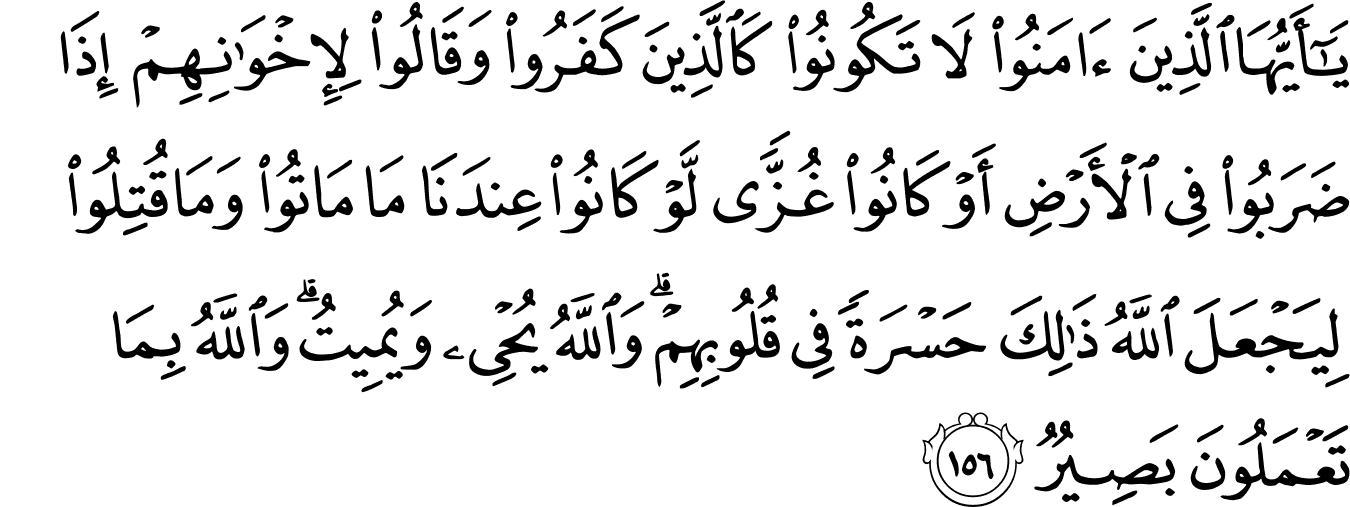 يَـٰٓأَيُّهَا ٱلَّذِينَ ءَامَنُوا۟ لَا تَكُونُوا۟ كَٱلَّذِينَ كَفَرُوا۟ وَقَالُوا۟ لِإِخْوَٰنِهِمْ إِذَا
ضَرَبُوا۟ فِى ٱلْأَرْضِ أَوْ كَانُوا۟ غُزًّى لَّوْ كَانُوا۟ عِندَنَا مَا مَاتُوا۟ وَمَا قُتِلُوا۟
لِيَجْعَلَ ٱللَّهُ ذَٰلِكَ حَسْرَةً فِى قُلُوبِهِمْ ۗ وَٱللَّهُ يُحْىِۦ وَيُمِيتُ ۗ وَٱللَّهُ بِمَا
تَعْمَلُونَ بَصِيرٌ ١٥٦